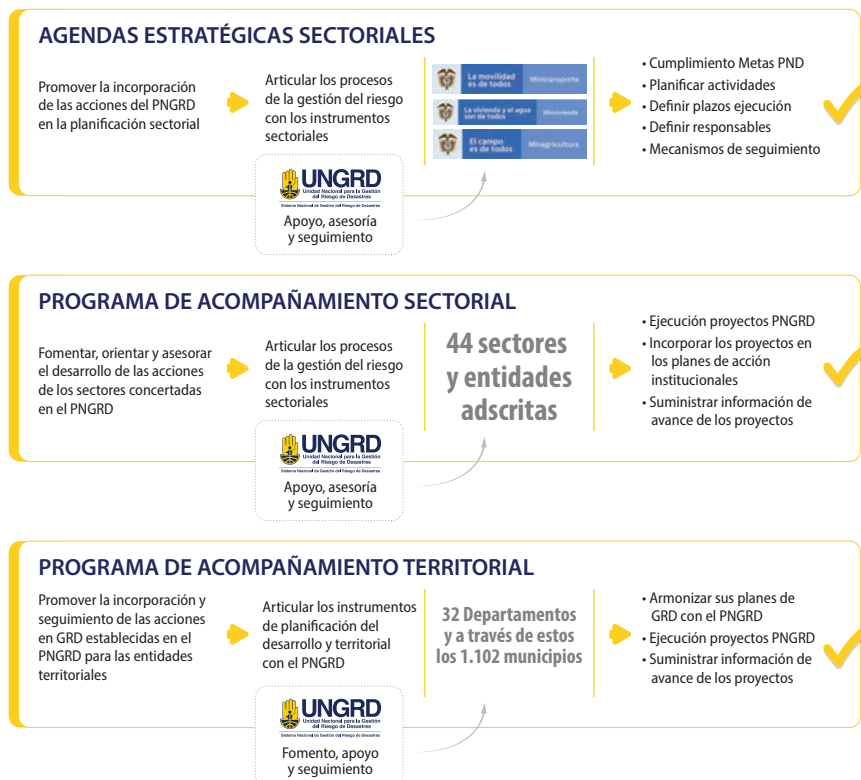 AGENDAS ESTRATÉGICAS SECTORIALES
Promover la incorporación
de las acciones del PNGRD
en la planificación sectorial
Articular los procesos
de la gestión del riesgo
con los instrumentos
sectoriales
UNGRD
Unidad Nacional para la Gestión
del Riesgo de Desastres
Sistema Nacional de Gestión del Riesgo de Desastres
Apoyo, asesoría
y seguimiento
La movilidad
es de todos
Mintransporte
La vivienda y el agua
son de todos
Minvivienda
El campo
es de todos
Minagricultura
• Cumplimiento Metas PND
• Planificar actividades
• Definir plazos ejecución
• Definir responsables
• Mecanismos de seguimiento
PROGRAMA DE ACOMPAÑAMIENTO SECTORIAL
Fomentar, orientar y asesorar
el desarrollo de las acciones
de los sectores concertadas
en el PNGRD
Articular los procesos
de la gestión del riesgo
con los instrumentos
sectoriales
UNGRD
Unidad Nacional para la Gestión
del Riesgo de Desastres
Sistema Nacional de Gestión del Riesgo de Desastres
Apoyo, asesoría
y seguimiento
44 sectores
y entidades
adscritas
• Ejecución proyectos PNGRD
• Incorporar los proyectos en
los planes de acción
institucionales
• Suministrar información de
avance de los proyectos
PROGRAMA DE ACOMPAÑAMIENTO TERRITORIAL
Promover la incorporación y
seguimiento de las acciones
en GRD establecidas en el
PNGRD para las entidades
territoriales
Articular los instrumentos
de planificación del
desarrollo y territorial
con el PNGRD
UNGRD
Unidad Nacional para la Gestión
del Riesgo de Desastres
Sistema Nacional de Gestión del Riesgo de Desastres
Fomento, apoyo
y seguimiento
32 Departamentos
y a través de estos
los 1.102 municipios
• Armonizar sus planes de
GRD con el PNGRD
• Ejecución proyectos PNGRD
• Suministrar información de
avance de los proyectos